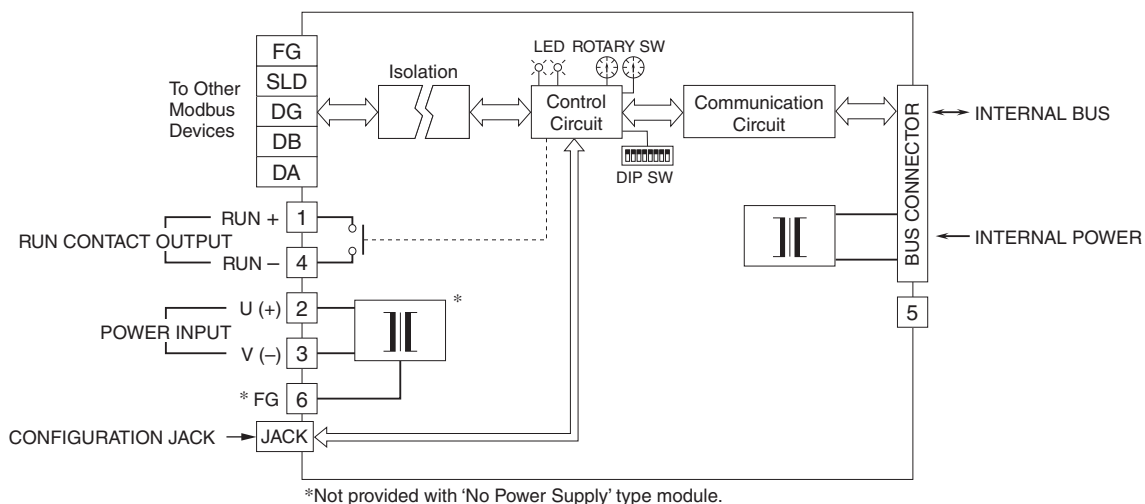 To Other
Modbus
Devices
FG
SLD
DG
DB
DA
Isolation
LED ROTARY SW
Control
Circuit
DIP SW
Communication
Circuit
BUS CONNECTOR
INTERNAL BUS
INTERNAL POWER
5
RUN CONTACT OUTPUT
RUN + 1
RUN – 4
POWER INPUT
U (+) 2
V (–) 3
*
* FG 6
CONFIGURATION JACK
JACK
*Not provided with ‘No Power Supply’ type module.